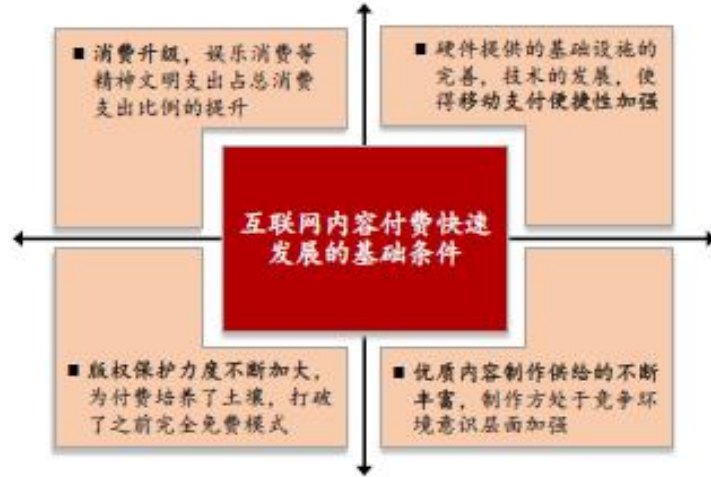 ■ 消费升级，娱乐消费等
精神文明支出占总消费
支出比例的提升
■ 硬件提供的基础设施的
完善，技术的发展，使
得移动支付便捷性加强
互联网内容付费快速
发展的基础条件
■ 版权保护力度不断加大，
为付费培养了土壤，打破
了之前完全免费模式
■ 优质内容制作供给的不断
丰富，制作方处于竞争环
境意识层面加强